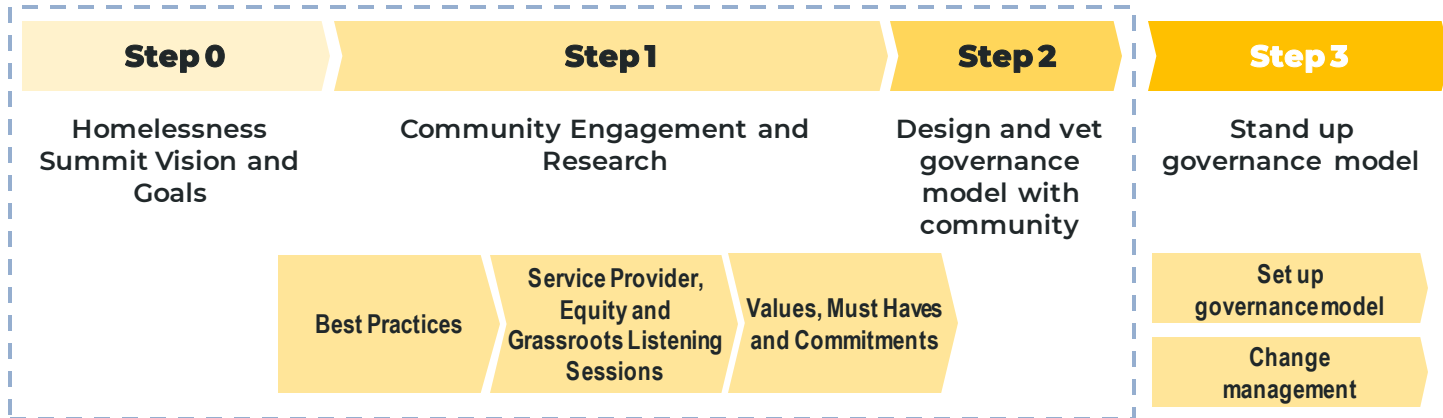 Step 0
Step 1
Step 2
Step 3
Homelessness
Summit Vision and
Goals
Community Engagement and
Research
Design and vet
governance
model with
community
Stand up
governance model
Best Practices
Service Provider,
Equity and
Grassroots Listening
Sessions
Values, Must Haves
and Commitments
Set up
governance model
Change
management